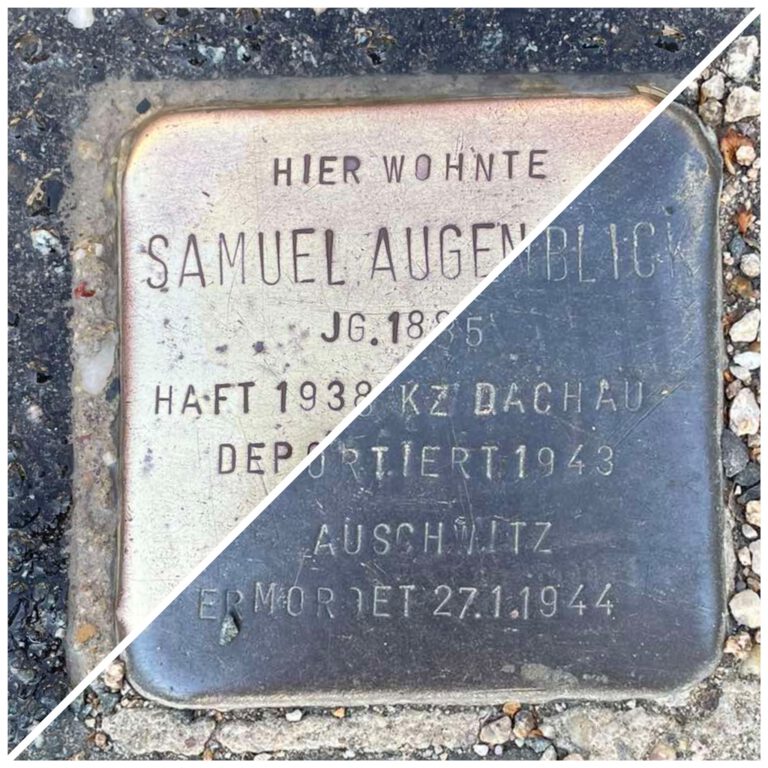 HIER WOHNTE
SAMUEL AUGENBLICK
JG. 1885
HAFT 1938 KZ DACHAU
DEPORTIERT 1943
AUSCHWITZ
ERMORDET 27.1.1944